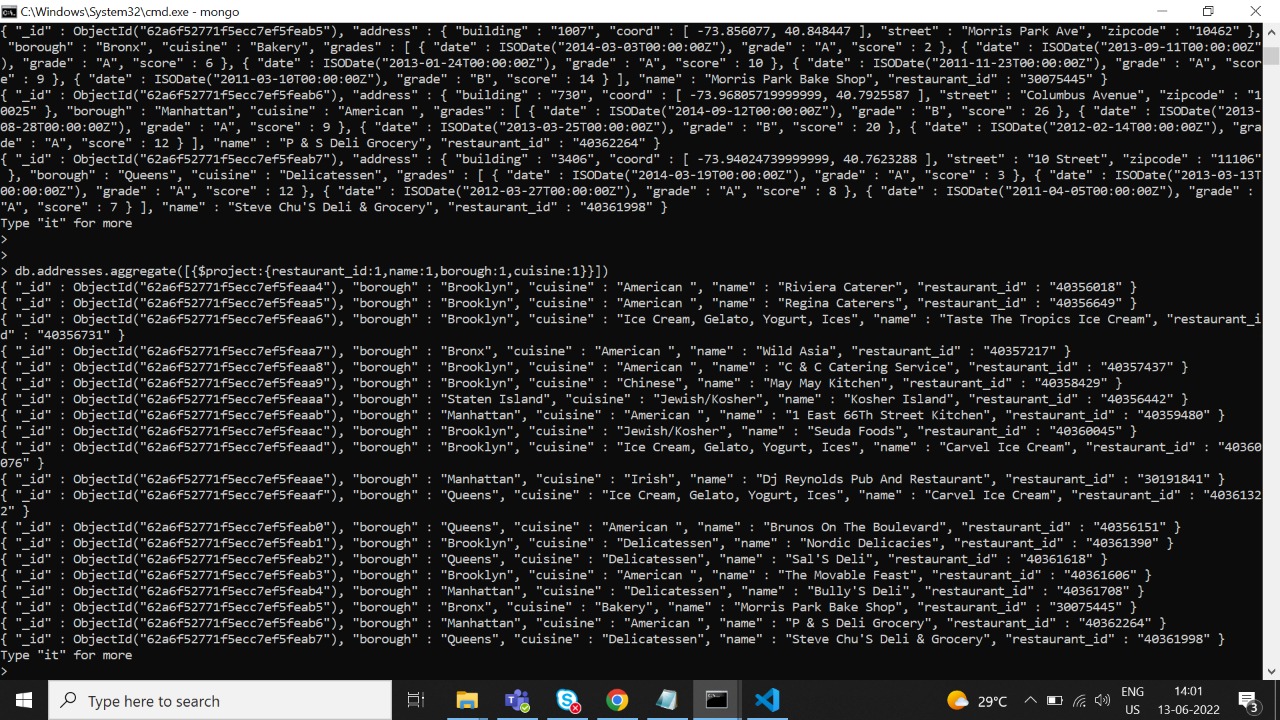 C:\Windows\System32\cmd.exe - mongo
{ "_id" : ObjectId("62a6f52771f5ecc7ef5feab5"), "address" : { "building" : "1007", "coord" : [ -73.856077, 40.848447 ], "street" : "Morris Park Ave", "zipcode" : "10462" },
"borough" : "Bronx", "cuisine" : "Bakery", "grades" : [ { "date" : ISODate("2014-03-03T00:00:00Z"), "grade" : "A", "score" : 2 }, { "date" : ISODate("2013-09-11T00:00:00Z"
), "grade" : "A", "score" : 6 }, { "date" : ISODate("2013-01-24T00:00:00Z"), "grade" : "A", "score" : 10 }, { "date" : ISODate("2011-11-23T00:00:00Z"), "grade" : "A", "scor
e" : 9 }, { "date" : ISODate("2011-03-10T00:00:00Z"), "grade" : "B", "score" : 14 } ], "name" : "Morris Park Bake Shop", "restaurant_id" : "30075445" }
{ "_id" : ObjectId("62a6f52771f5ecc7ef5feab6"), "address" : { "building" : "730", "coord" : [ -73.96805719999999, 40.7925587 ], "street" : "Columbus Avenue", "zipcode" : "1
0025" }, "borough" : "Manhattan", "cuisine" : "American ", "grades" : [ { "date" : ISODate("2014-09-12T00:00:00Z"), "grade" : "B", "score" : 26 }, { "date" : ISODate("2013-
08-28T00:00:00Z"), "grade" : "A", "score" : 9 }, { "date" : ISODate("2013-03-25T00:00:00Z"), "grade" : "B", "score" : 20 }, { "date" : ISODate("2012-02-14T00:00:00Z"), "gra
de" : "A", "score" : 12 } ], "name" : "P & S Deli Grocery", "restaurant_id" : "40362264" }
{ "_id" : ObjectId("62a6f52771f5ecc7ef5feab7"), "address" : { "building" : "3406", "coord" : [ -73.94024739999999, 40.7623288 ], "street" : "10 Street", "zipcode" : "11106"
}, "borough" : "Queens", "cuisine" : "Delicatessen", "grades" : [ { "date" : ISODate("2014-03-19T00:00:00Z"), "grade" : "A", "score" : 3 }, { "date" : ISODate("2013-03-13T
00:00:00Z"), "grade" : "A", "score" : 12 }, { "date" : ISODate("2012-03-27T00:00:00Z"), "grade" : "A", "score" : 8 }, { "date" : ISODate("2011-04-05T00:00:00Z"), "grade" :
"A", "score" : 7 } ], "name" : "Steve Chu'S Deli & Grocery", "restaurant_id" : "40361998" }
Type "it" for more
>
>
> db.addresses.aggregate([{$project:{restaurant_id:1,name:1,borough:1,cuisine:1}}])
{ "_id" : ObjectId("62a6f52771f5ecc7ef5feaa4"), "borough" : "Brooklyn", "cuisine" : "American ", "name" : "Riviera Caterer", "restaurant_id" : "40356018" }
{ "_id" : ObjectId("62a6f52771f5ecc7ef5feaa5"), "borough" : "Brooklyn", "cuisine" : "American ", "name" : "Regina Caterers", "restaurant_id" : "40356649" }
{ "_id" : ObjectId("62a6f52771f5ecc7ef5feaa6"), "borough" : "Brooklyn", "cuisine" : "Ice Cream, Gelato, Yogurt, Ices", "name" : "Taste The Tropics Ice Cream", "restaurant_i
d" : "40356731" }
{ "_id" : ObjectId("62a6f52771f5ecc7ef5feaa7"), "borough" : "Bronx", "cuisine" : "American ", "name" : "Wild Asia", "restaurant_id" : "40357217" }
{ "_id" : ObjectId("62a6f52771f5ecc7ef5feaa8"), "borough" : "Brooklyn", "cuisine" : "American ", "name" : "C & C Catering Service", "restaurant_id" : "40357437" }
{ "_id" : ObjectId("62a6f52771f5ecc7ef5feaa9"), "borough" : "Brooklyn", "cuisine" : "Chinese", "name" : "May May Kitchen", "restaurant_id" : "40358429" }
{ "_id" : ObjectId("62a6f52771f5ecc7ef5feaaa"), "borough" : "Staten Island", "cuisine" : "Jewish/Kosher", "name" : "Kosher Island", "restaurant_id" : "40356442" }
{ "_id" : ObjectId("62a6f52771f5ecc7ef5feaab"), "borough" : "Manhattan", "cuisine" : "American ", "name" : "1 East 66Th Street Kitchen", "restaurant_id" : "40359480" }
{ "_id" : ObjectId("62a6f52771f5ecc7ef5feaac"), "borough" : "Brooklyn", "cuisine" : "Jewish/Kosher", "name" : "Seuda Foods", "restaurant_id" : "40360045" }
{ "_id" : ObjectId("62a6f52771f5ecc7ef5feaad"), "borough" : "Brooklyn", "cuisine" : "Ice Cream, Gelato, Yogurt, Ices", "name" : "Carvel Ice Cream", "restaurant_id" : "40360
076" }
{ "_id" : ObjectId("62a6f52771f5ecc7ef5feaae"), "borough" : "Manhattan", "cuisine" : "Irish", "name" : "Dj Reynolds Pub And Restaurant", "restaurant_id" : "30191841" }
{ "_id" : ObjectId("62a6f52771f5ecc7ef5feaaf"), "borough" : "Queens", "cuisine" : "Ice Cream, Gelato, Yogurt, Ices", "name" : "Carvel Ice Cream", "restaurant_id" : "4036132
2" }
{ "_id" : ObjectId("62a6f52771f5ecc7ef5feab0"), "borough" : "Queens", "cuisine" : "American ", "name" : "Brunos On The Boulevard", "restaurant_id" : "40356151" }
{ "_id" : ObjectId("62a6f52771f5ecc7ef5feab1"), "borough" : "Brooklyn", "cuisine" : "Delicatessen", "name" : "Nordic Delicacies", "restaurant_id" : "40361390" }
{ "_id" : ObjectId("62a6f52771f5ecc7ef5feab2"), "borough" : "Queens", "cuisine" : "Delicatessen", "name" : "Sal'S Deli", "restaurant_id" : "40361618" }
{ "_id" : ObjectId("62a6f52771f5ecc7ef5feab3"), "borough" : "Brooklyn", "cuisine" : "American ", "name" : "The Movable Feast", "restaurant_id" : "40361606" }
{ "_id" : ObjectId("62a6f52771f5ecc7ef5feab4"), "borough" : "Manhattan", "cuisine" : "Delicatessen", "name" : "Bully'S Deli", "restaurant_id" : "40361708" }
{ "_id" : ObjectId("62a6f52771f5ecc7ef5feab5"), "borough" : "Bronx", "cuisine" : "Bakery", "name" : "Morris Park Bake Shop", "restaurant_id" : "30075445" }
{ "_id" : ObjectId("62a6f52771f5ecc7ef5feab6"), "borough" : "Manhattan", "cuisine" : "American ", "name" : "P & S Deli Grocery", "restaurant_id" : "40362264" }
{ "_id" : ObjectId("62a6f52771f5ecc7ef5feab7"), "borough" : "Queens", "cuisine" : "Delicatessen", "name" : "Steve Chu'S Deli & Grocery", "restaurant_id" : "40361998" }
Type "it" for more
>
Type here to search
29°C
ENG
US
14:01
13-06-2022
3